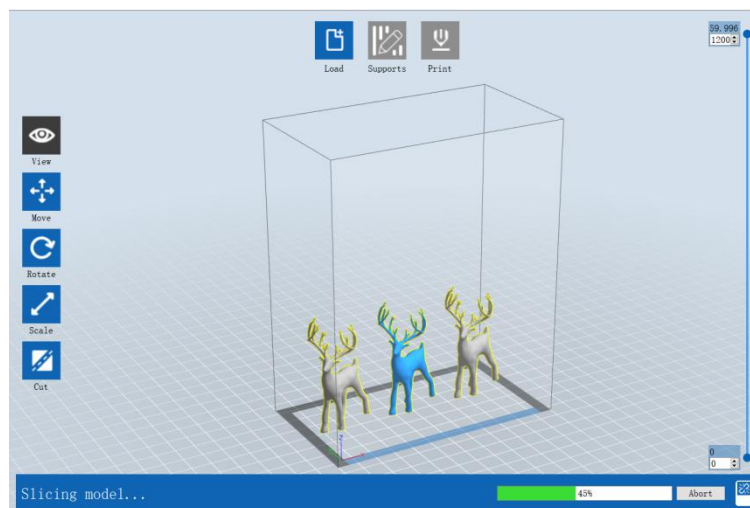 59.996
1200
Load
Supports
Print
View
Move
Rotate
Scale
Cut
0
0
Slicing model...
45%
Abort